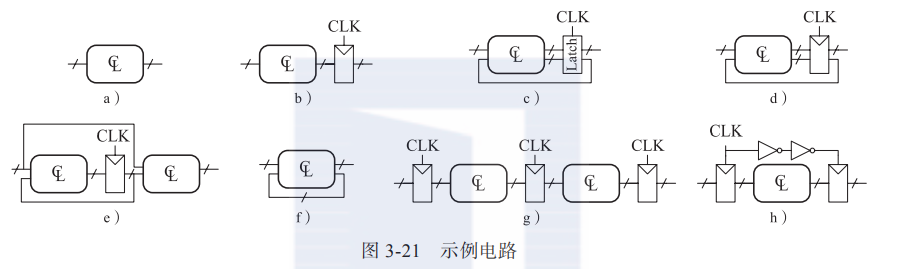 CLK CLK CLK
CL CL CL Latch CL
a） b） c） d）
CLK CLK CLK CLK CLK
CL CL CL CL CL CL
e） f） g） h）
图 3-21 示例电路